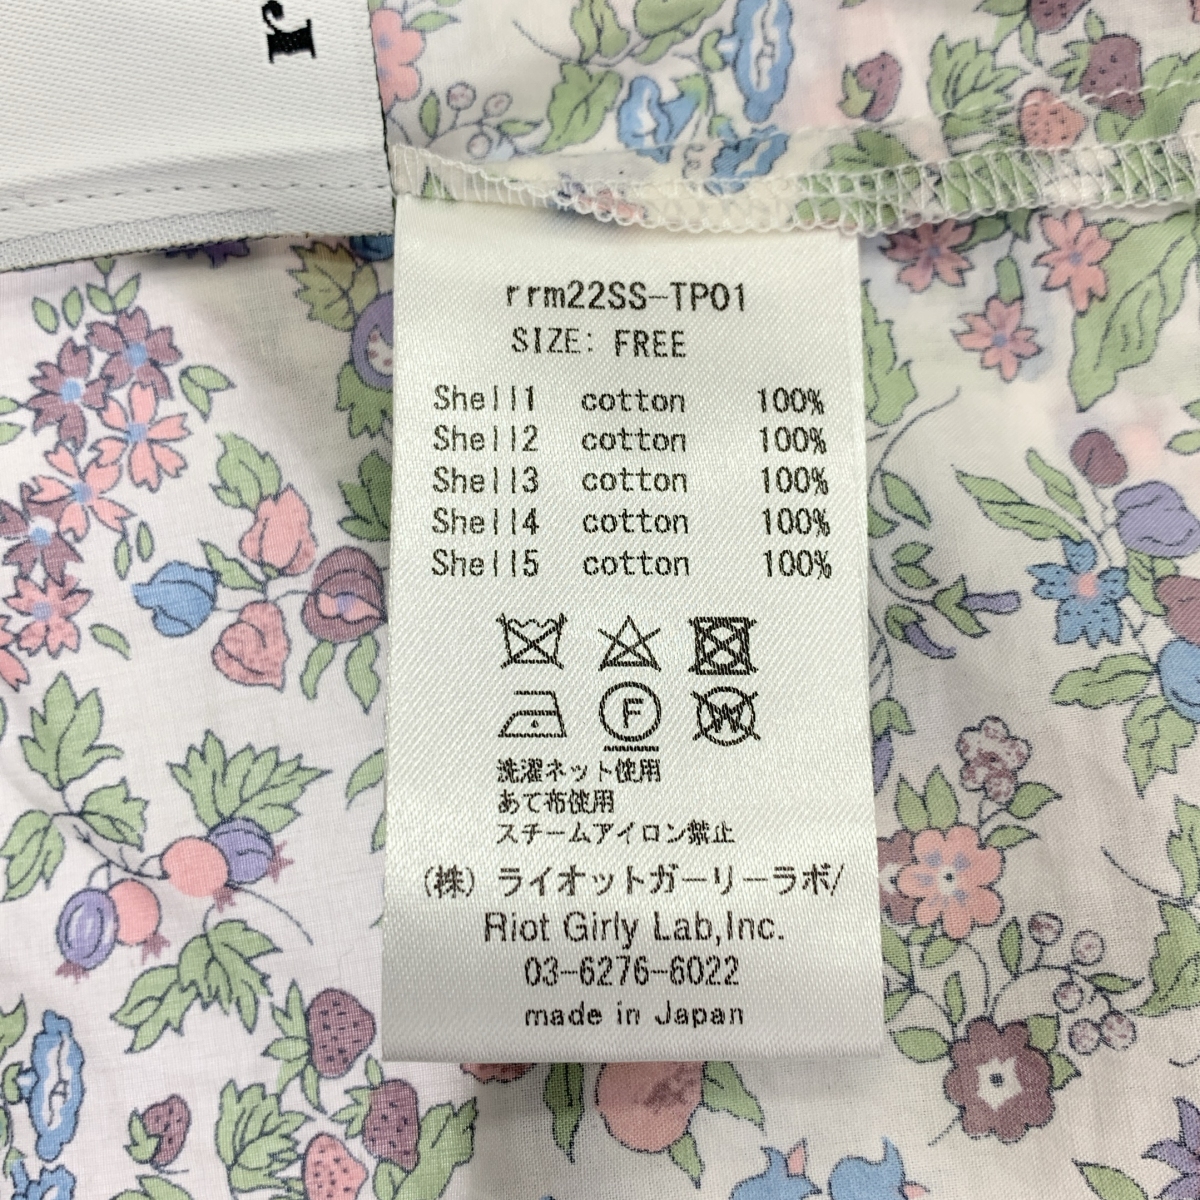 r
rrm22SS-TP01
SIZE: FREE
Shell1 cotton 100%
Shell2 cotton 100%
Shell3 cotton 100%
Shell4 cotton 100%
Shell5 cotton 100%
F
W
洗濯ネット使用
あて布使用
スチームアイロン禁止
(株) ライオットガーリーラボ/
Riot Girly Lab,Inc.
03-6276-6022
made in Japan